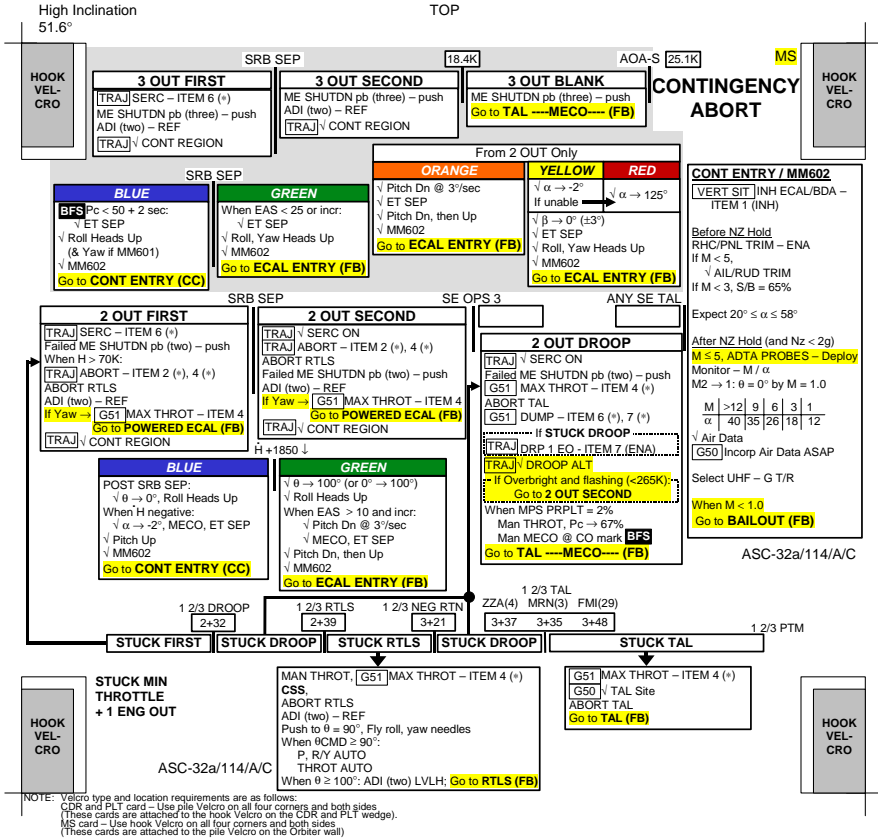 High Inclination
51.6°
TOP
HOOK
VEL-
CRO
SRB SEP
18.4K
AOA-S 25.1K
MS
HOOK
VEL-
CRO
3 OUT FIRST
TRAJ SERC – ITEM 6 (*)
ME SHUTDN pb (three) – push
ADI (two) – REF
TRAJ √ CONT REGION
3 OUT SECOND
ME SHUTDN pb (three) – push
ADI (two) – REF
TRAJ √ CONT REGION
3 OUT BLANK
ME SHUTDN pb (three) – push
Go to TAL ----MECO---- (FB)
CONTINGENCY
ABORT
SRB SEP
BLUE
BFS Pc < 50 + 2 sec:
√ ET SEP
√ Roll Heads Up
(& Yaw if MM601)
√ MM602
Go to CONT ENTRY (CC)
GREEN
When EAS < 25 or incr:
√ ET SEP
√ Roll, Yaw Heads Up
√ MM602
Go to ECAL ENTRY (FB)
From 2 OUT Only
ORANGE
√ Pitch Dn @ 3°/sec
√ ET SEP
√ Pitch Dn, then Up
√ MM602
Go to ECAL ENTRY (FB)
YELLOW
√ α → -2°
If unable
RED
√ α → 125°
√ β → 0° (±3°)
√ ET SEP
√ Roll, Yaw Heads Up
√ MM602
Go to ECAL ENTRY (FB)
CONT ENTRY / MM602
VERT SIT INH ECAL/BDA –
ITEM 1 (INH)
Before NZ Hold
RHC/PNL TRIM – ENA
If M < 5,
√ AIL/RUD TRIM
If M < 3, S/B = 65%
Expect 20° ≤ α ≤ 58°
After NZ Hold (and Nz < 2g)
M ≤ 5, ADTA PROBES – Deploy
Monitor – M / α
M2 → 1: θ = 0° by M = 1.0
M >12 9 6 3 1
α 40 35 26 18 12
√ Air Data
G50 Incorp Air Data ASAP
Select UHF – G T/R
When M < 1.0
Go to BAILOUT (FB)
ASC-32a/114/A/C
SRB SEP
SE OPS 3
ANY SE TAL
2 OUT FIRST
TRAJ SERC – ITEM 6 (*)
Failed ME SHUTDN pb (two) – push
When H > 70K:
TRAJ ABORT – ITEM 2 (*), 4 (*)
ABORT RTLS
ADI (two) – REF
If Yaw → G51 MAX THROT – ITEM 4
Go to POWERED ECAL (FB)
TRAJ √ CONT REGION
2 OUT SECOND
TRAJ √ SERC ON
TRAJ ABORT – ITEM 2 (*), 4 (*)
ABORT RTLS
Failed ME SHUTDN pb (two) – push
ADI (two) – REF
If Yaw → G51 MAX THROT – ITEM 4
Go to POWERED ECAL (FB)
TRAJ √ CONT REGION
2 OUT DROOP
TRAJ √ SERC ON
Failed ME SHUTDN pb (two) – push
G51 MAX THROT – ITEM 4 (*)
ABORT TAL
G51 DUMP – ITEM 6 (*), 7 (*)
If STUCK DROOP
TRAJ DRP 1 EO - ITEM 7 (ENA)
TRAJ √ DROOP ALT
If Overbright and flashing (<265K):
Go to 2 OUT SECOND
When MPS PRPLT = 2%
Man THROT, Pc → 67%
Man MECO @ CO mark BFS
Go to TAL ----MECO---- (FB)
Ḣ +1850 ↓
BLUE
POST SRB SEP:
√ θ → 0°, Roll Heads Up
When Ḣ negative:
√ α → -2°, MECO, ET SEP
√ Pitch Up
√ MM602
Go to CONT ENTRY (CC)
GREEN
√ θ → 100° (or 0° → 100°)
√ Roll Heads Up
When EAS > 10 and incr:
√ Pitch Dn @ 3°/sec
√ MECO, ET SEP
√ Pitch Dn, then Up
√ MM602
Go to ECAL ENTRY (FB)
1 2/3 DROOP
2+32
1 2/3 RTLS
2+39
1 2/3 NEG RTN
3+21
1 2/3 TAL
ZZA(4) MRN(3) FMI(29)
3+37 3+35 3+48
1 2/3 PTM
STUCK FIRST STUCK DROOP STUCK RTLS STUCK DROOP STUCK TAL
HOOK
VEL-
CRO
STUCK MIN
THROTTLE
+ 1 ENG OUT
ASC-32a/114/A/C
MAN THROT, G51 MAX THROT – ITEM 4 (*)
CSS,
ABORT RTLS
ADI (two) – REF
Push to θ = 90°, Fly roll, yaw needles
When θCMD ≥ 90°:
P, R/Y AUTO
THROT AUTO
When θ ≥ 100°: ADI (two) LVLH; Go to RTLS (FB)
G51 MAX THROT – ITEM 4 (*)
G50 √ TAL Site
ABORT TAL
Go to TAL (FB)
HOOK
VEL-
CRO
NOTE: Velcro type and location requirements are as follows:
CDR and PLT card – Use pile Velcro on all four corners and both sides
(These cards are attached to the hook Velcro on the CDR and PLT wedge).
MS card – Use hook Velcro on all four corners and both sides
(These cards are attached to the pile Velcro on the Orbiter wall)